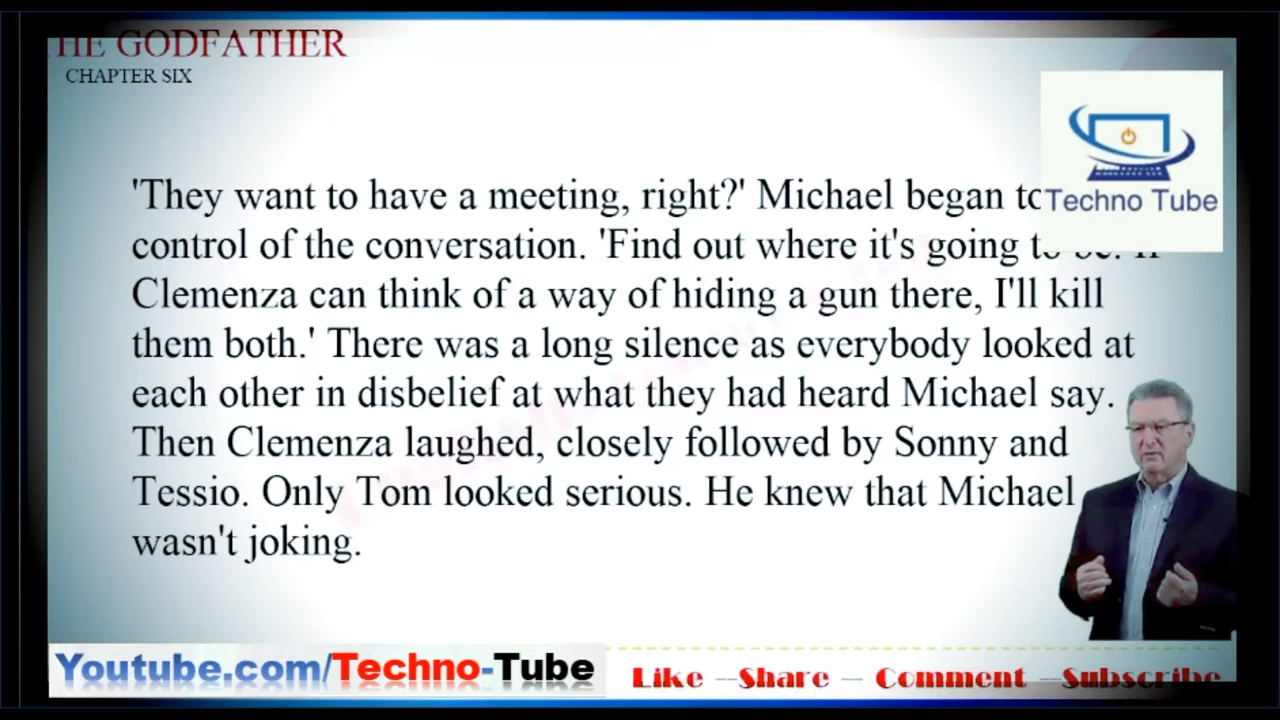 THE GODFATHER
CHAPTER SIX
Techno Tube
'They want to have a meeting, right?' Michael began to
control of the conversation. 'Find out where it's going to be. If
Clemenza can think of a way of hiding a gun there, I'll kill
them both.' There was a long silence as everybody looked at
each other in disbelief at what they had heard Michael say.
Then Clemenza laughed, closely followed by Sonny and
Tessio. Only Tom looked serious. He knew that Michael
wasn't joking.
Youtube.com/Techno-Tube
Like --Share -- Comment --Subscribe